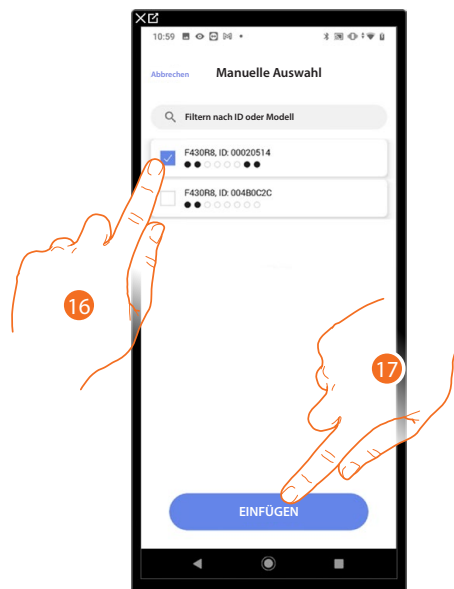 10:59
Abbrechen Manuelle Auswahl
Filtern nach ID oder Modell
F430R8, ID: 00020514
F430R8, ID: 004B0C2C
16
17
EINFÜGEN